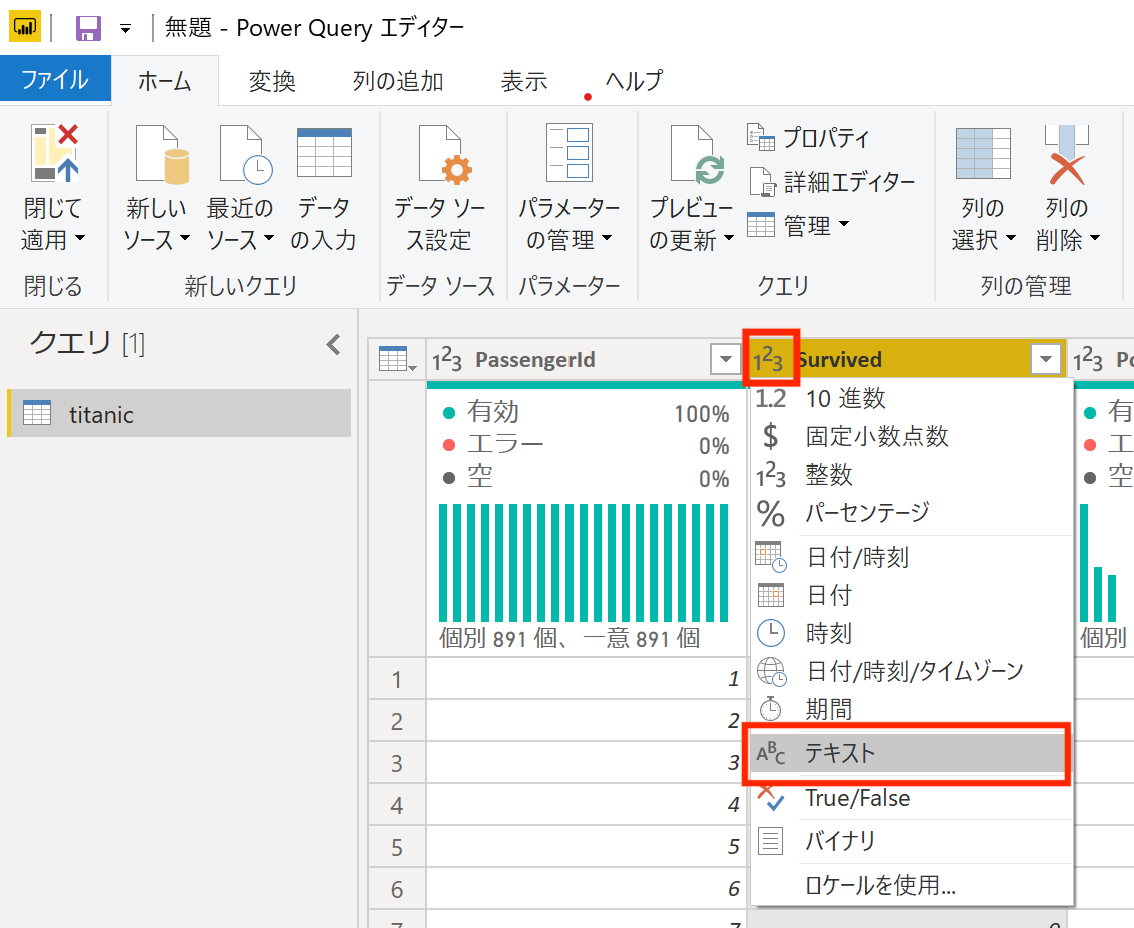 無題 - Power Query エディター
ファイル ホーム 変換 列の追加 表示 ヘルプ
閉じて
適用
閉じる
新しい
ソース
最近の
ソース
データ
の入力
新しいクエリ
データ ソー
ス設定
データ ソース
パラメーター
の管理
パラメーター
プレビュー
の更新
プロパティ
詳細エディター
管理
クエリ
列の
選択
列の
削除
列の管理
クエリ [1]
titanic
1²3 PassengerId
1²3 Survived
1²3
有効 100%
エラー 0%
空 0%
個別 891 個、一意 891 個
1 1
2 2
3 3
4 4
5 5
6 6
1.2 10 進数
$ 固定小数点数
1²3 整数
% パーセンテージ
日付/時刻
日付
時刻
日付/時刻/タイムゾーン
期間
ABC テキスト
True/False
バイナリ
ロケールを使用...
有
エ
空
個別